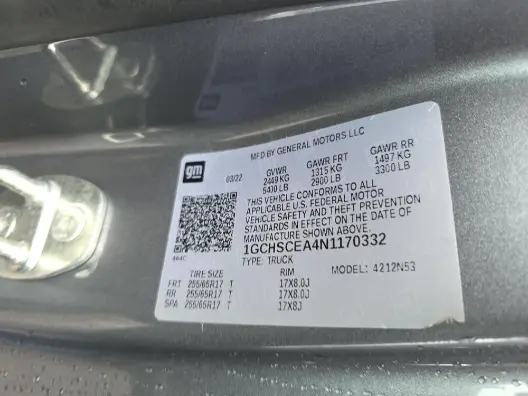 MFD BY GENERAL MOTORS LLC
gm
03/22
GVWR GAWR FRT GAWR RR
2449 KG 1315 KG 1497 KG
5400 LB 2900 LB 3300 LB
THIS VEHICLE CONFORMS TO ALL
APPLICABLE U.S. FEDERAL MOTOR
VEHICLE SAFETY AND THEFT PREVENTION
STANDARDS IN EFFECT ON THE DATE OF
MANUFACTURE SHOWN ABOVE.
1GCHSCEA4N1170332
TYPE: TRUCK
464C
MODEL: 4212N53
TIRE SIZE RIM
FRT 255/65R17 T 17X8.0J
RR 255/65R17 T 17X8.0J
SPA 255/65R17 T 17X8J